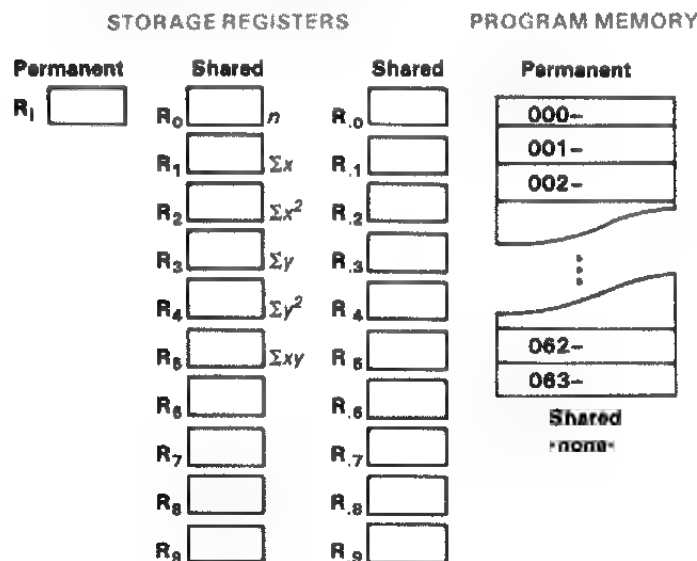 STORAGE REGISTERS
PROGRAM MEMORY
Permanent
Shared
Shared
Permanent
R_I
R_0 n
R_.0
000–
R_1 Σx
R_.1
001–
R_2 Σx²
R_.2
002–
R_3 Σy
R_.3
R_4 Σy²
R_.4
R_5 Σxy
R_.5
062–
R_6
R_.6
063–
Shared
-none-
R_7
R_.7
R_8
R_.8
R_9
R_.9